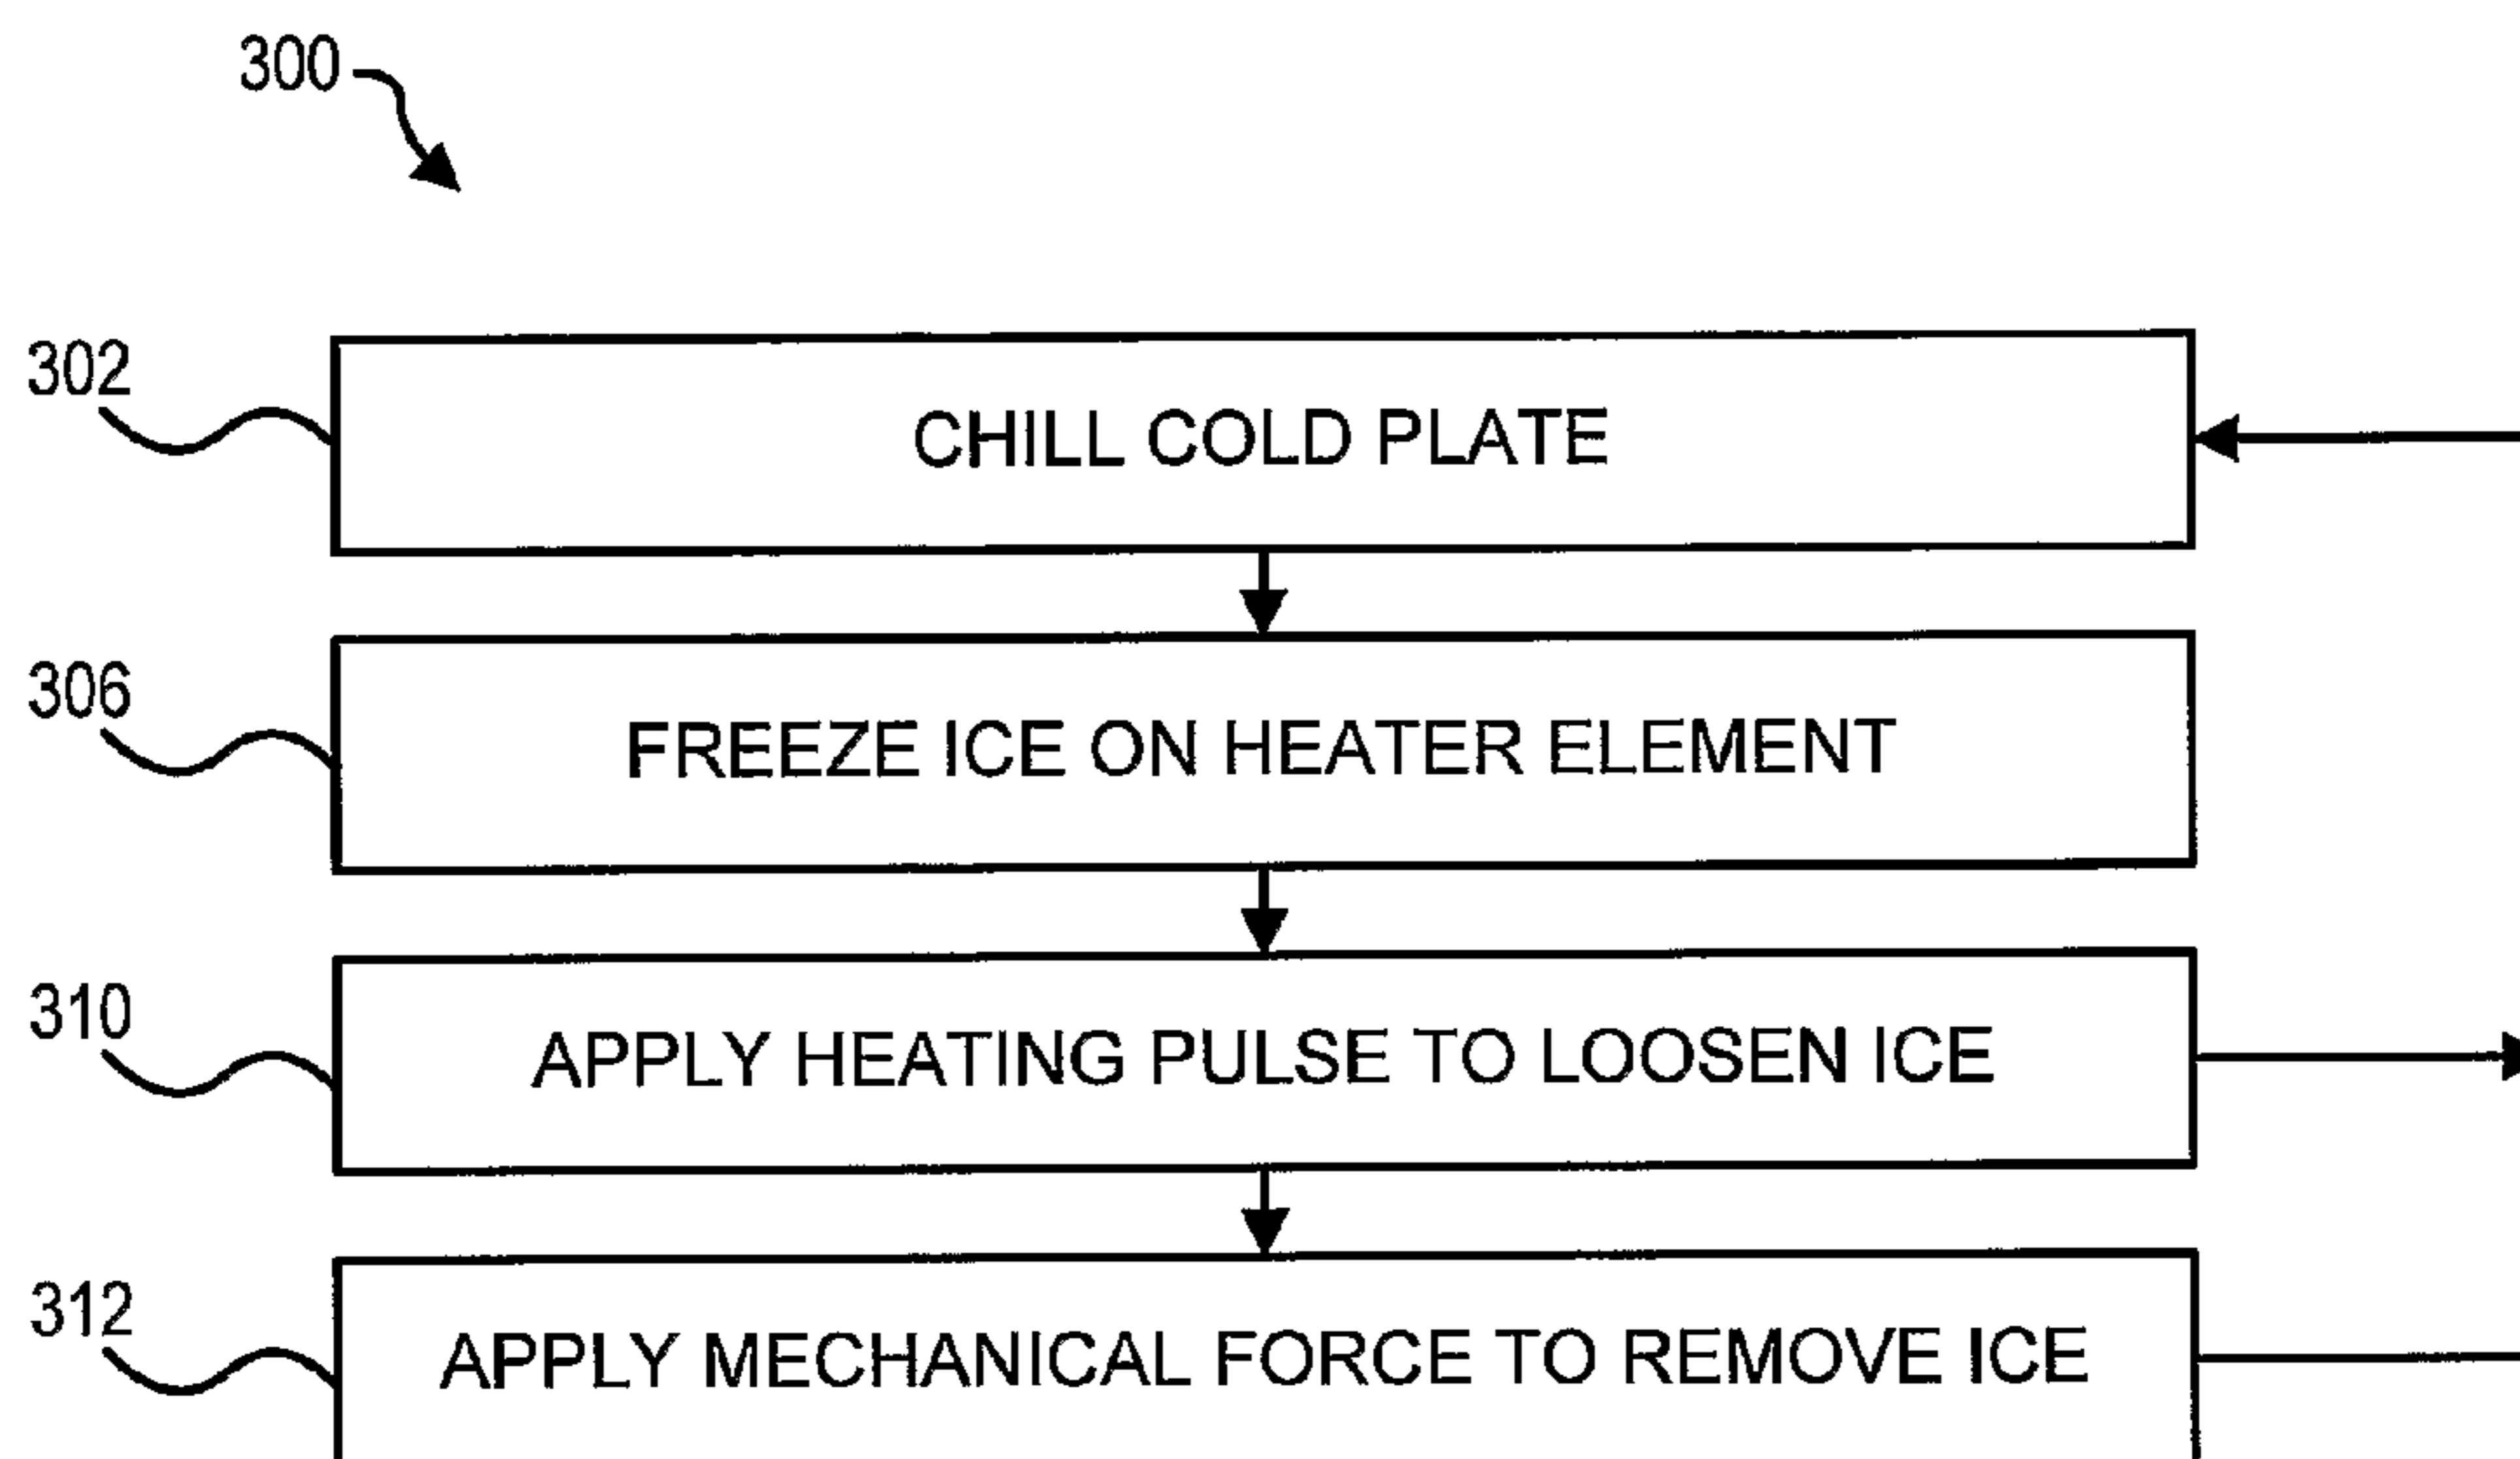 300
302
CHILL COLD PLATE
306
FREEZE ICE ON HEATER ELEMENT
310
APPLY HEATING PULSE TO LOOSEN ICE
312
APPLY MECHANICAL FORCE TO REMOVE ICE